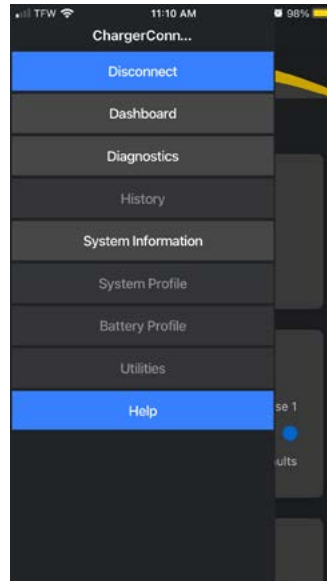 TFW 11:10 AM 98%
ChargerConn...
Disconnect
Dashboard
Diagnostics
History
System Information
System Profile
Battery Profile
Utilities
Help
se 1
ults